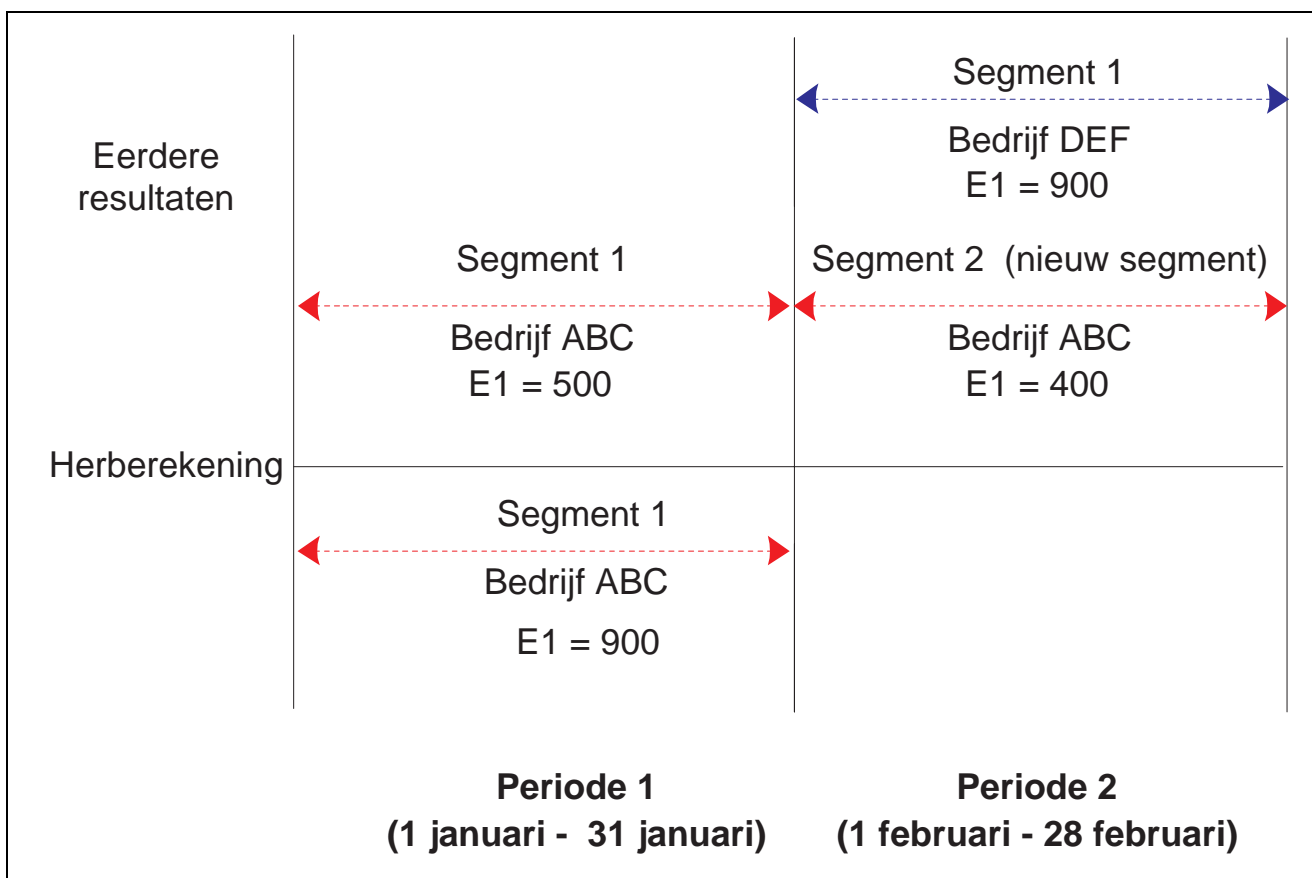 Segment 1
Bedrijf DEF
E1 = 900
Eerdere
resultaten
Segment 1
Segment 2 (nieuw segment)
Bedrijf ABC
E1 = 500
Bedrijf ABC
E1 = 400
Herberekening
Segment 1
Bedrijf ABC
E1 = 900
Periode 1
(1 januari - 31 januari)
Periode 2
(1 februari - 28 februari)